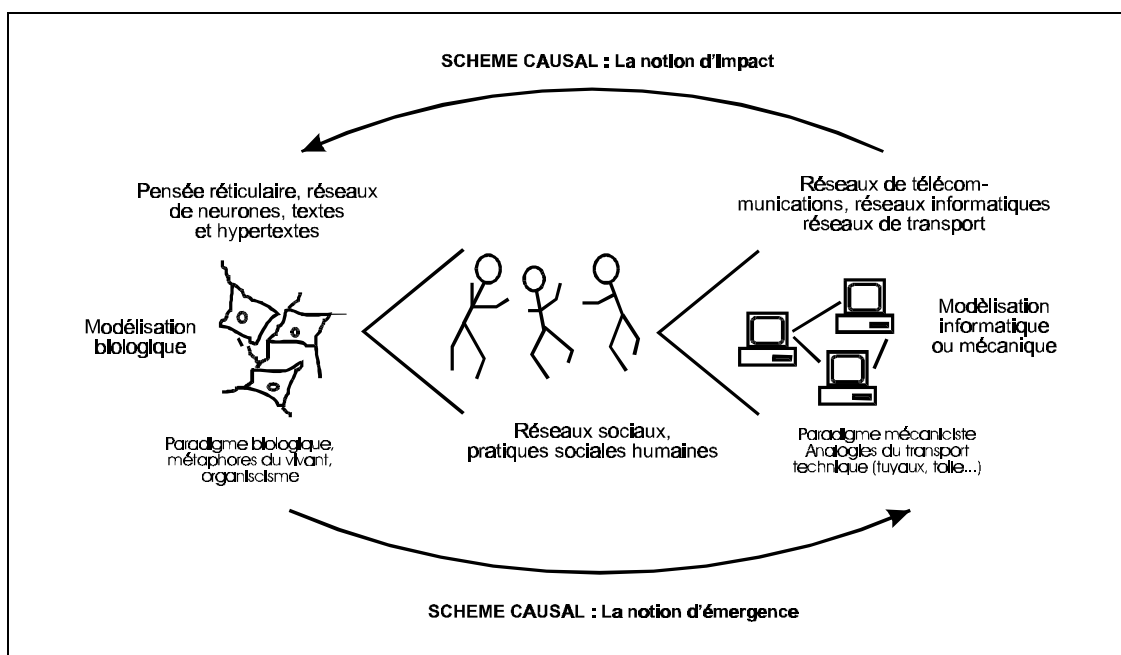 SCHEME CAUSAL : La notion d'impact
Pensée réticulaire, réseaux
de neurones, textes
et hypertextes
Réseaux de télécom-
munications, réseaux informatiques
réseaux de transport
Modélisation
biologique
Modèlisation
informatique
ou mécanique
Paradigme biologique,
métaphores du vivant,
organiscisme
Réseaux sociaux,
pratiques sociales humaines
Paradigme mécaniciste
Analogies du transport
technique (tuyaux, toile...)
SCHEME CAUSAL : La notion d'émergence